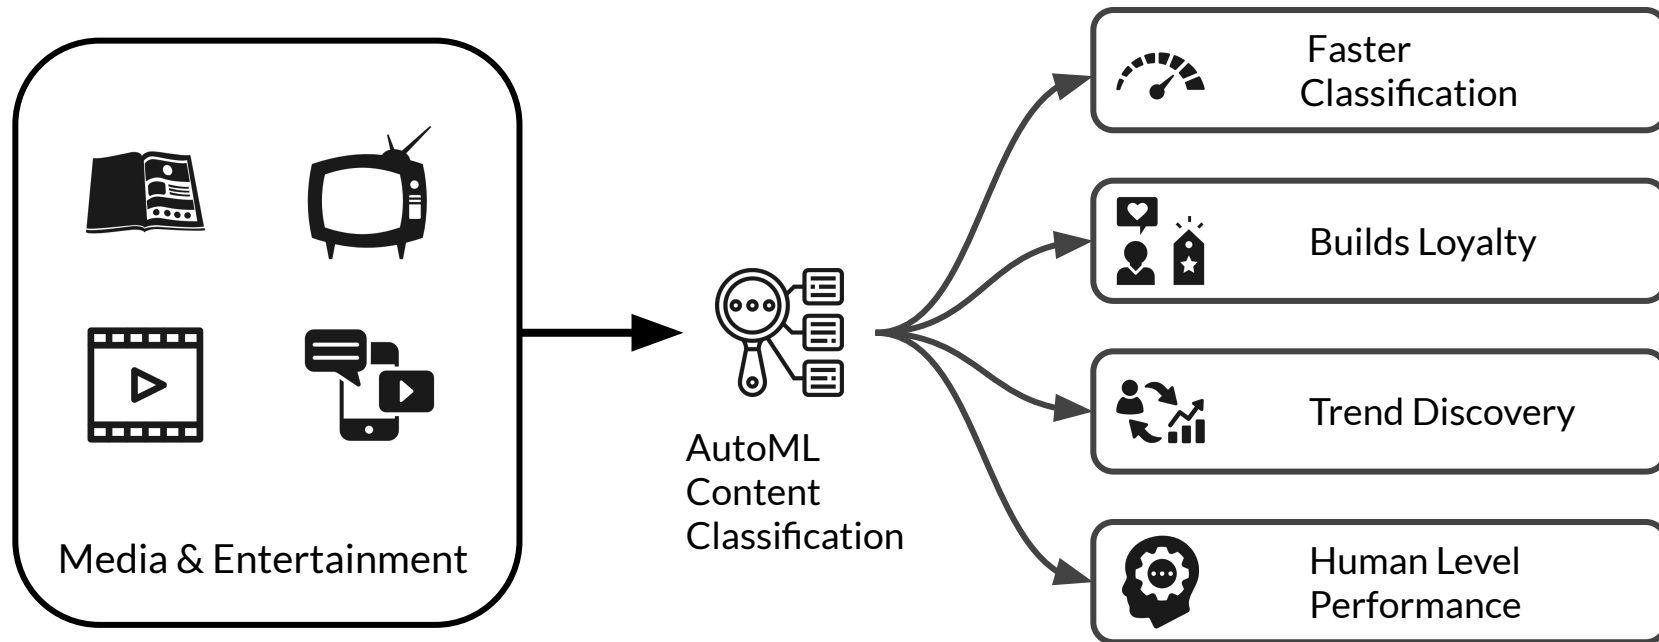 Media & Entertainment
AutoML
Content
Classification
Faster
Classification
Builds Loyalty
Trend Discovery
Human Level
Performance